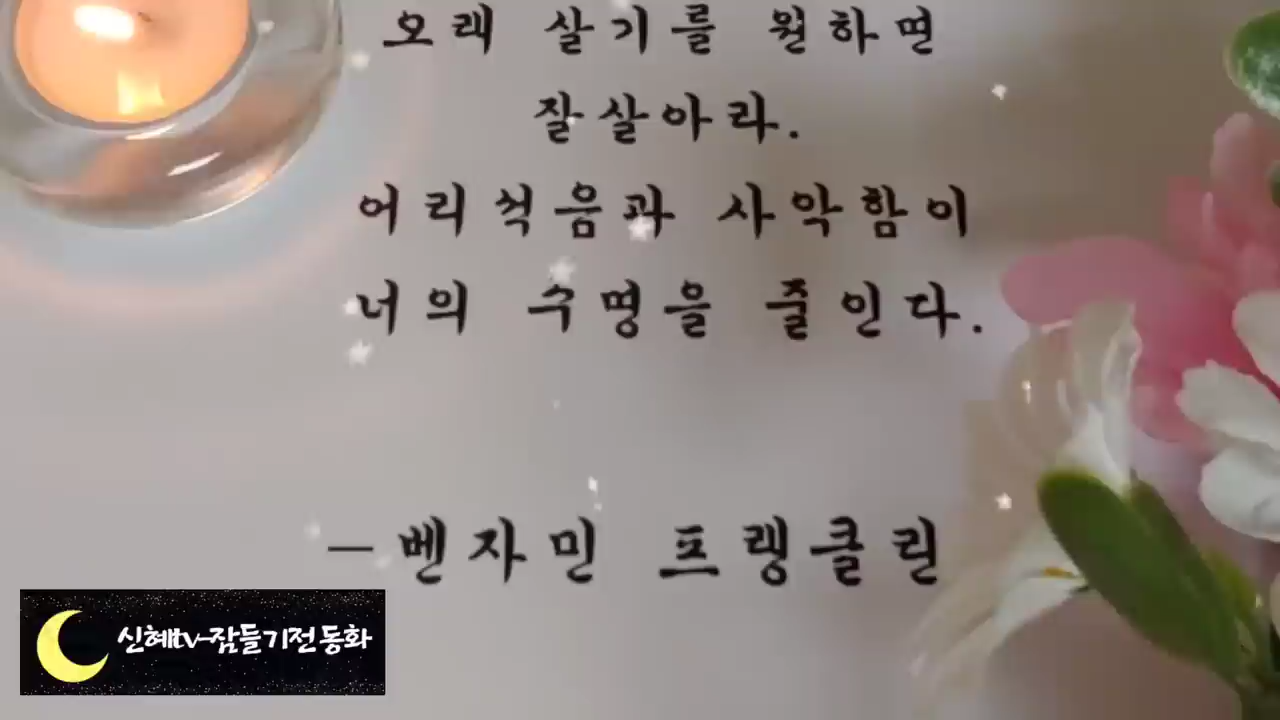 오래 살기를 원하면
잘살아라.
어리석음과 사악함이
너의 수명을 줄인다.
-벤자민 프랭클린
신혜tv-잠들기전동화